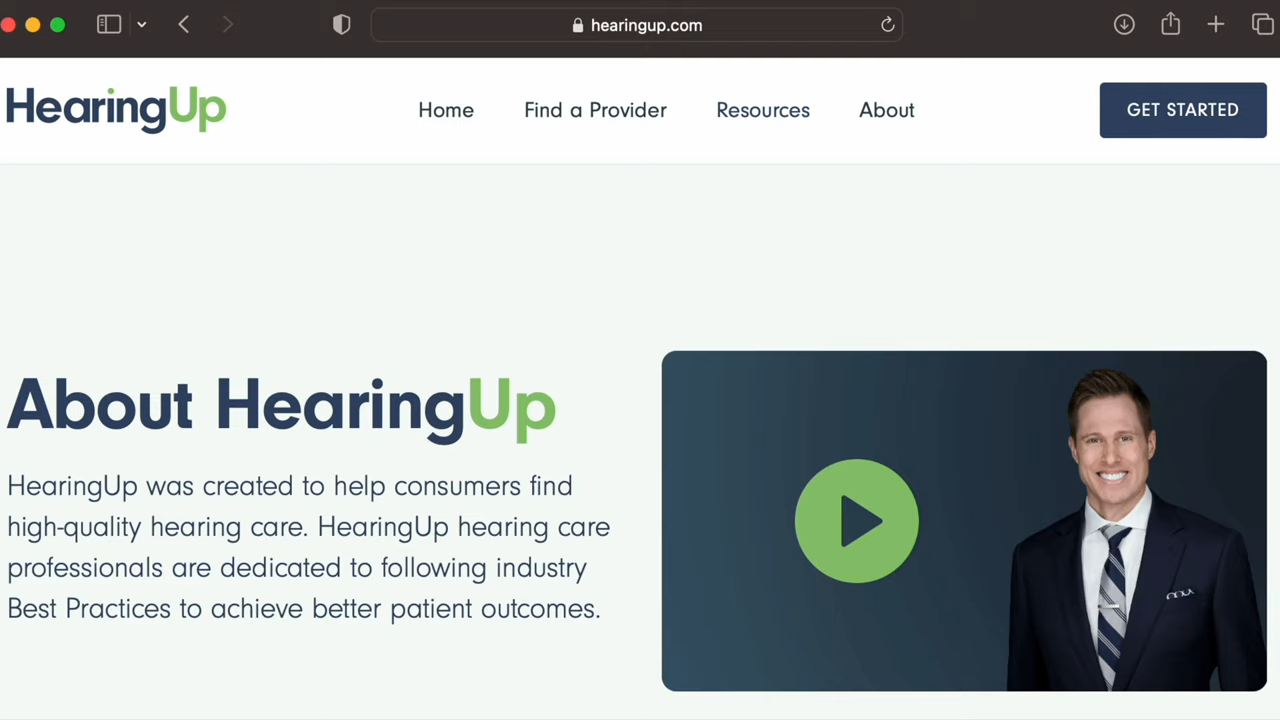 hearingup.com
HearingUp
Home
Find a Provider
Resources
About
GET STARTED
About HearingUp
HearingUp was created to help consumers find
high-quality hearing care. HearingUp hearing care
professionals are dedicated to following industry
Best Practices to achieve better patient outcomes.